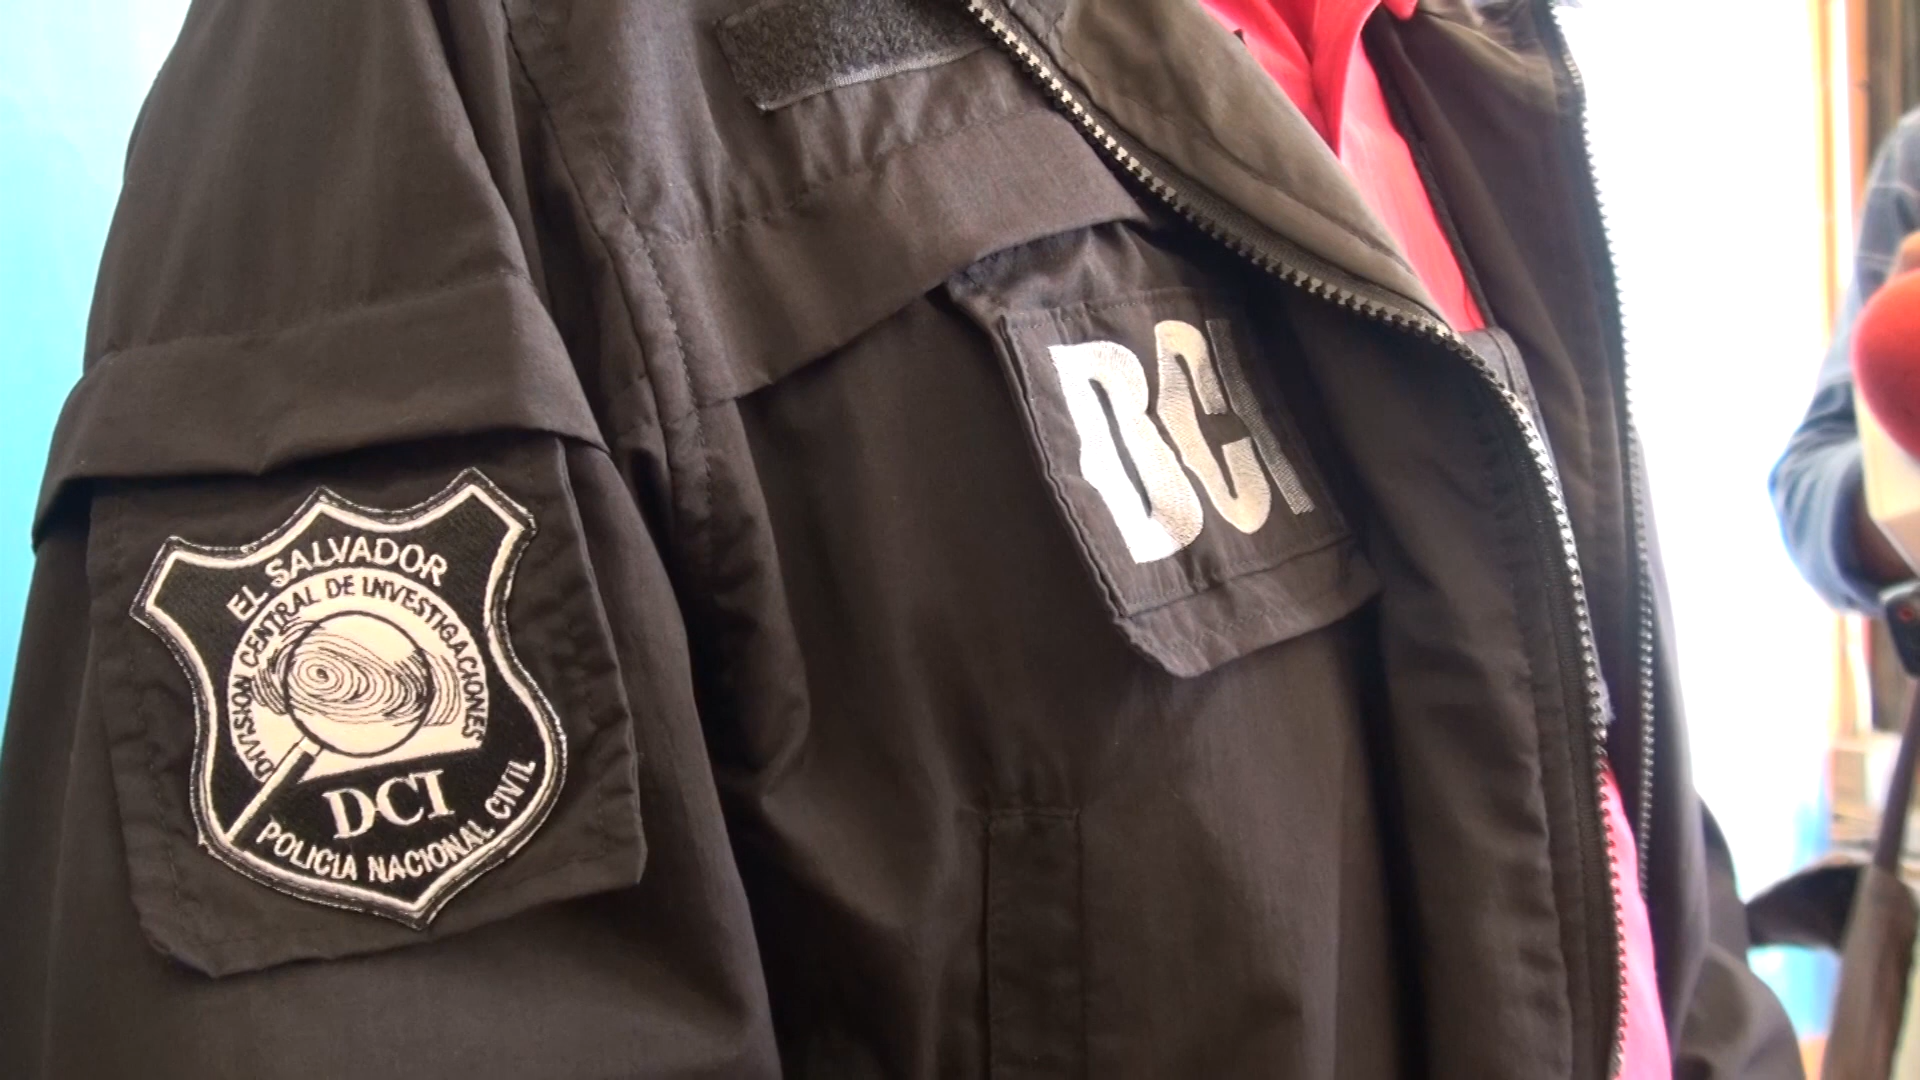 EL SALVADOR
DIVISION CENTRAL DE INVESTIGACIONES
DCI
POLICIA NACIONAL CIVIL
DCI